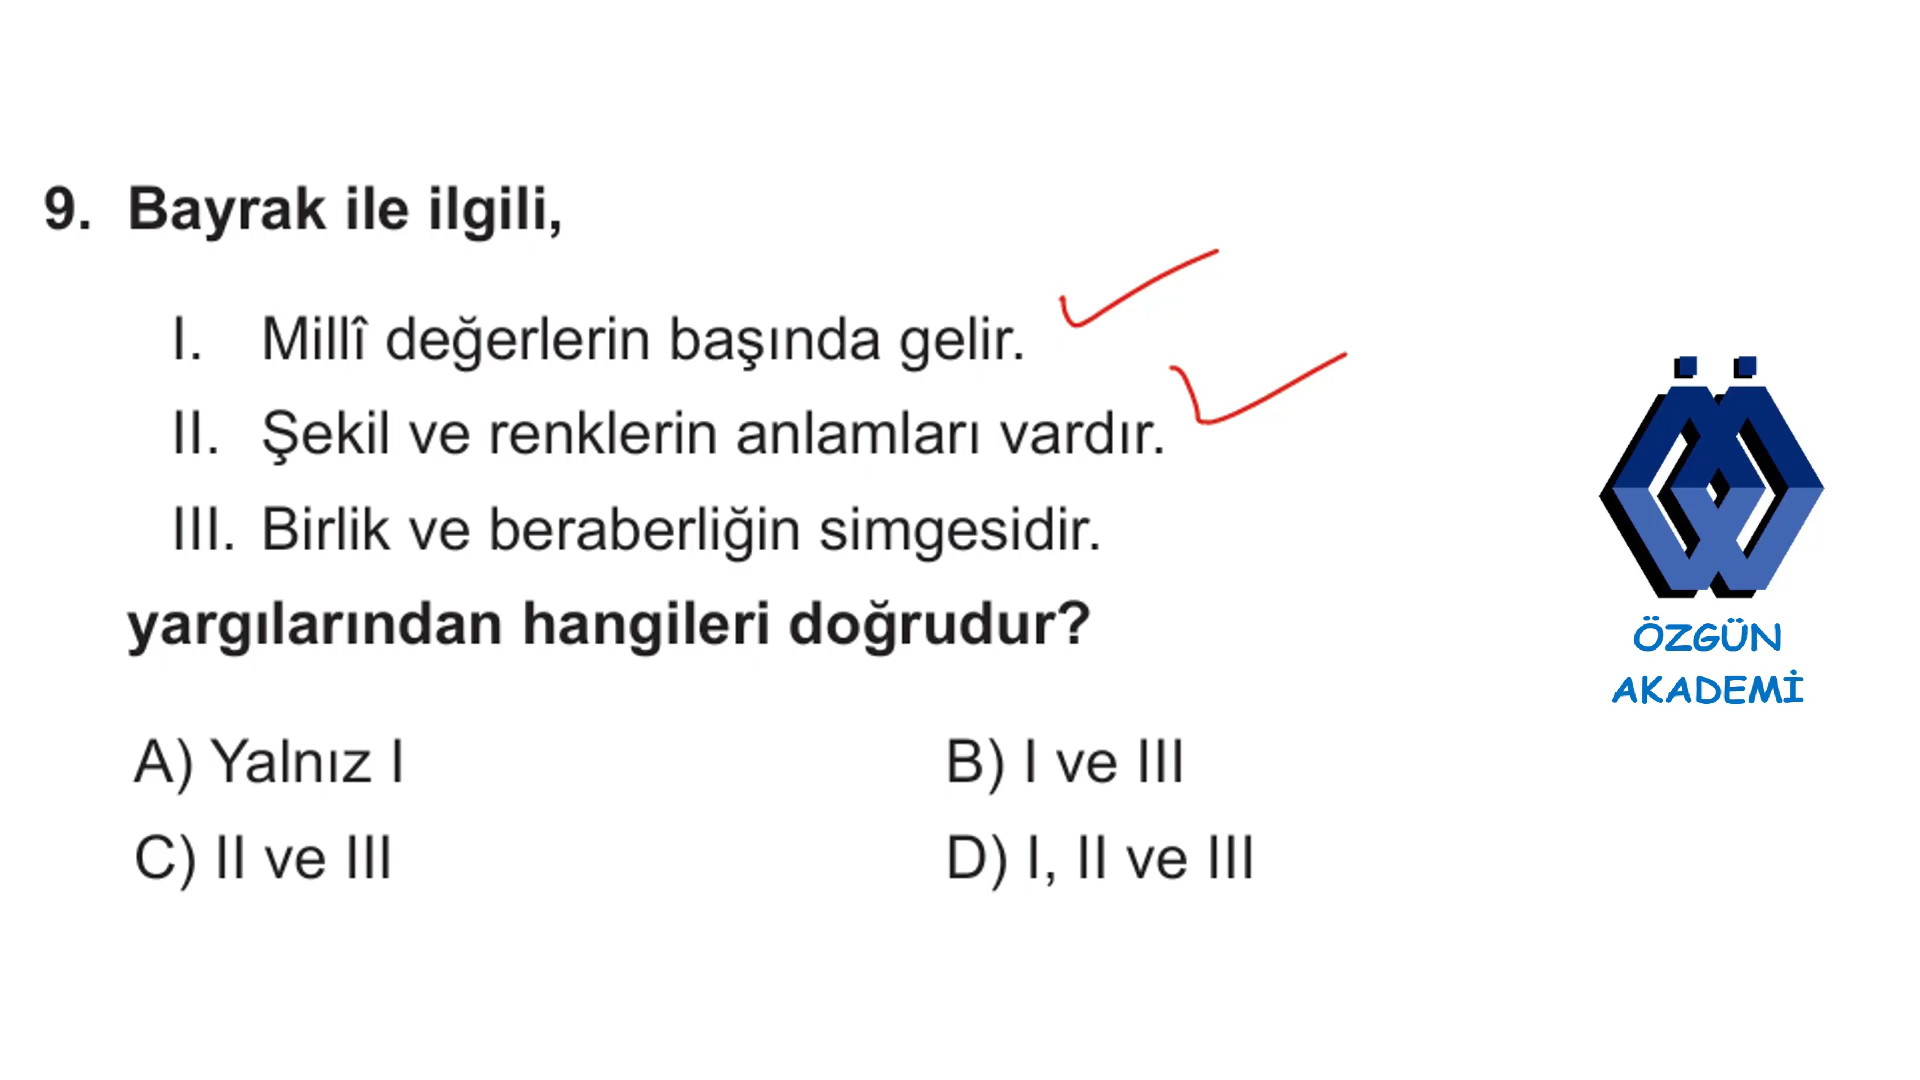 9. Bayrak ile ilgili,
I. Millî değerlerin başında gelir.
II. Şekil ve renklerin anlamları vardır.
III. Birlik ve beraberliğin simgesidir.
yargılarından hangileri doğrudur?
A) Yalnız I
B) I ve III
C) II ve III
D) I, II ve III
ÖZGÜN
AKADEMİ